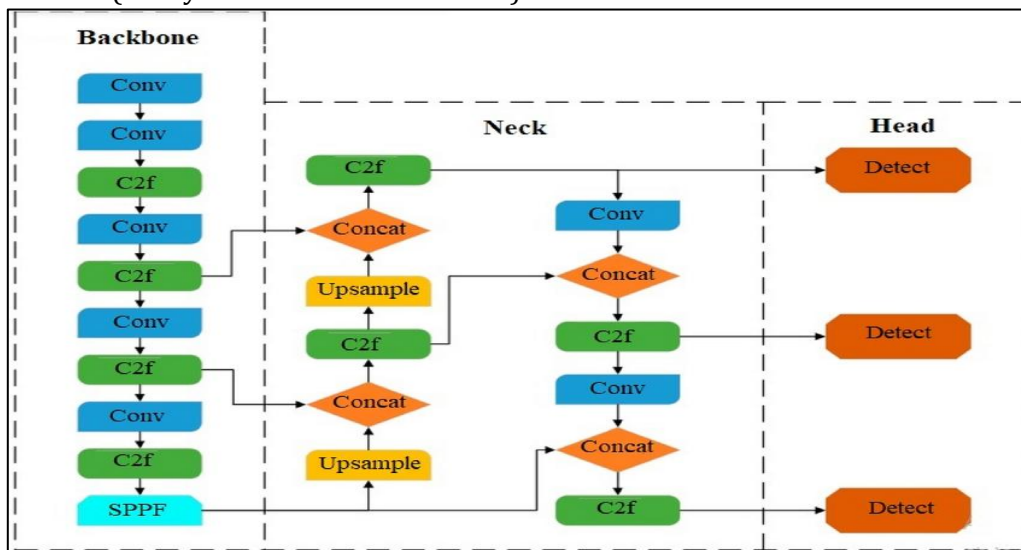 Backbone
Conv
Conv
C2f
Conv
C2f
Conv
C2f
Conv
C2f
SPPF
Neck
C2f
Concat
Upsample
C2f
Concat
Upsample
Conv
Concat
C2f
Conv
Concat
C2f
Head
Detect
Detect
Detect